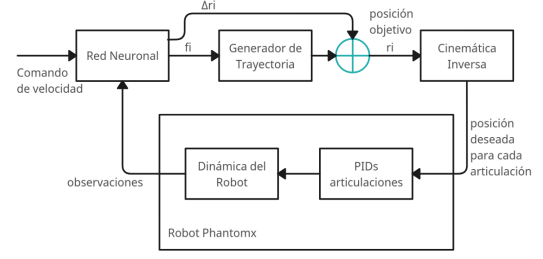 Δri
posición
objetivo
Red Neuronal
fi
Generador de
Trayectoria
ri
Cinemática
Inversa
Comando
de velocidad
posición
deseada
para cada
articulación
Dinámica del
Robot
PIDs
articulaciones
observaciones
Robot Phantomx